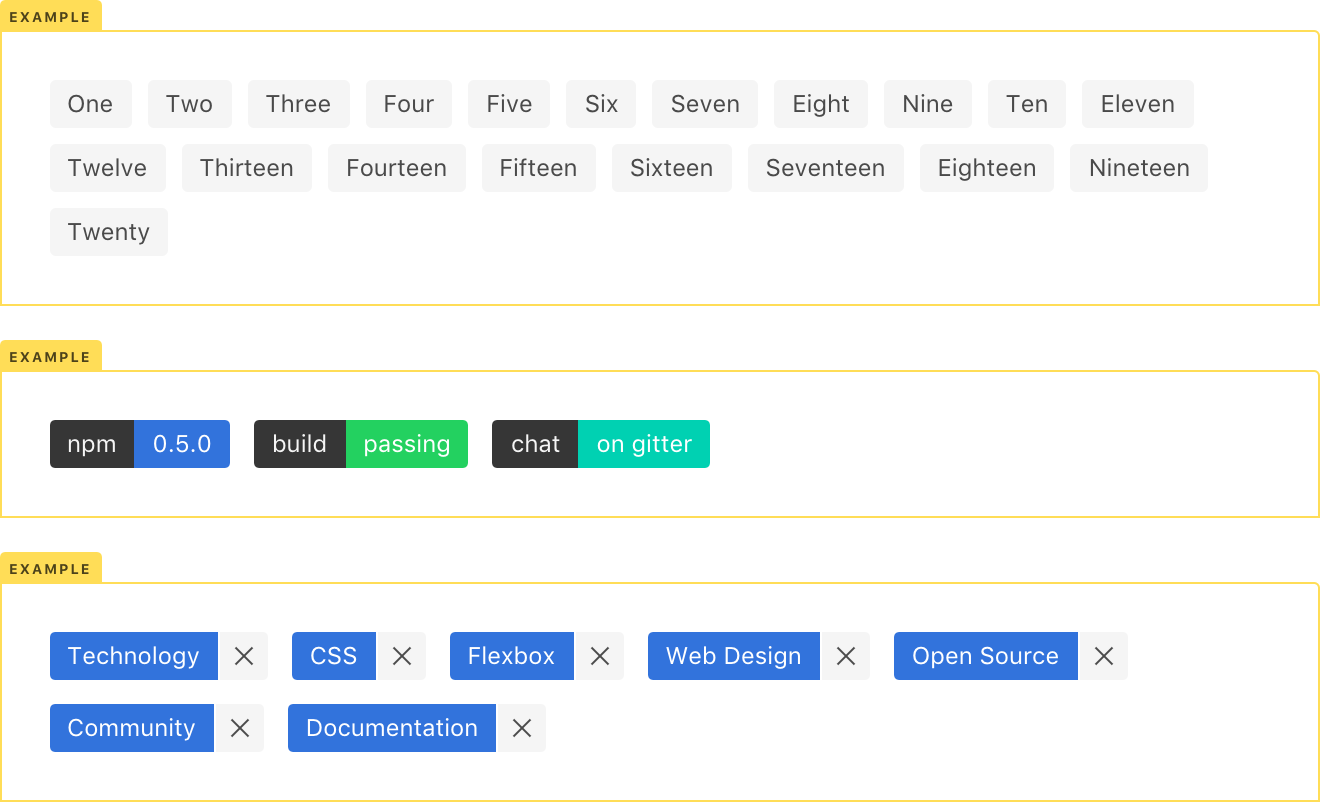 EXAMPLE
One Two Three Four Five Six Seven Eight Nine Ten Eleven
Twelve Thirteen Fourteen Fifteen Sixteen Seventeen Eighteen Nineteen
Twenty
EXAMPLE
npm 0.5.0 build passing chat on gitter
EXAMPLE
Technology CSS Flexbox Web Design Open Source
Community Documentation